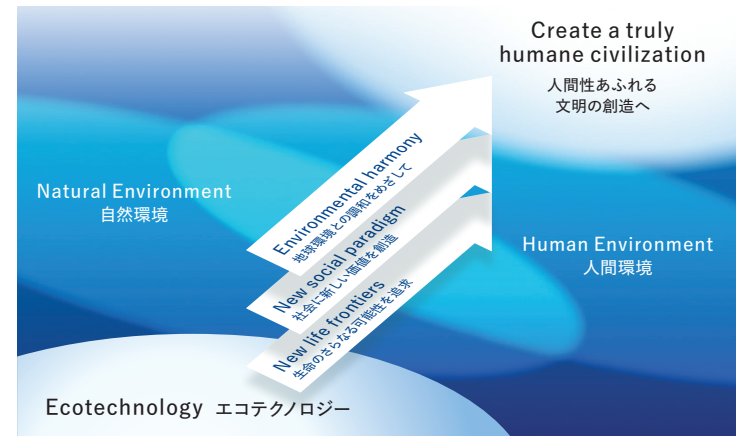 Create a truly
humane civilization
人間性あふれる
文明の創造へ
Environmental harmony
地球環境との調和をめざして
Natural Environment
自然環境
New social paradigm
社会に新しい価値を創造
Human Environment
人間環境
New life frontiers
生命のさらなる可能性を追求
Ecotechnology エコテクノロジー